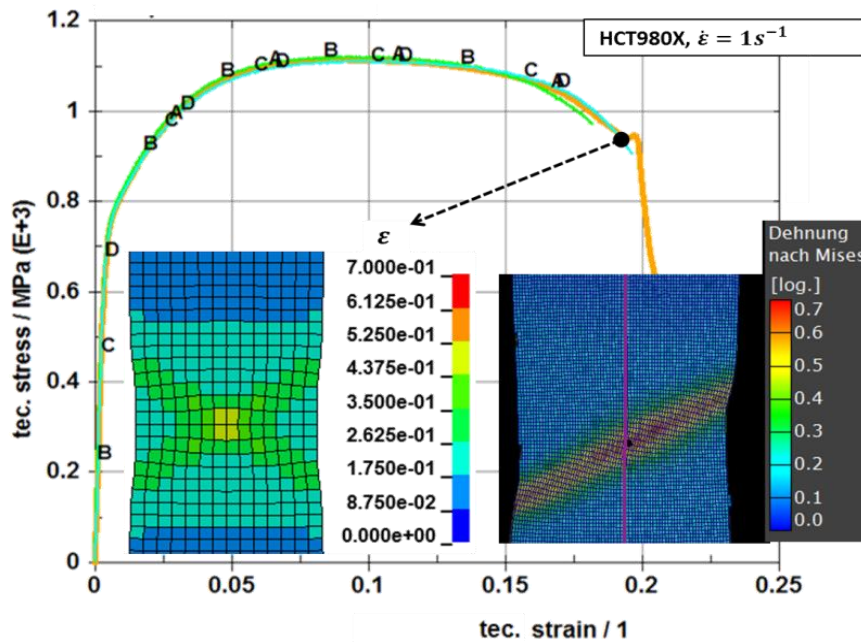 HCT980X, ε̇ = 1s⁻¹
tec. stress / MPa (E+3)
1.2
1
0.8
0.6
0.4
0.2
0
0
0.05
0.1
0.15
0.2
0.25
tec. strain / 1
B
C
D
B
C
A
D
B
C
A
D
B
C
A
D
B
C
A
D
ε
7.000e-01
6.125e-01
5.250e-01
4.375e-01
3.500e-01
2.625e-01
1.750e-01
8.750e-02
0.000e+00
Dehnung
nach Mises
[log.]
0.7
0.6
0.5
0.4
0.3
0.2
0.1
0.0